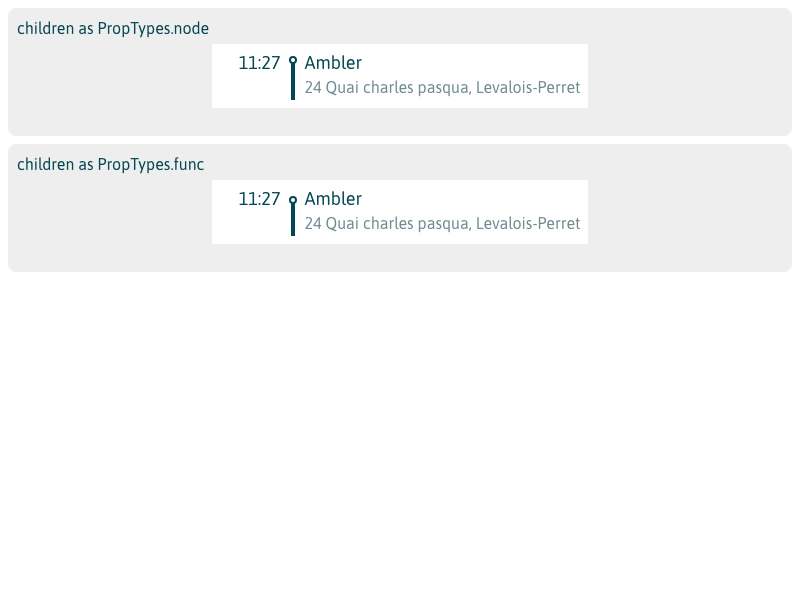 children as PropTypes.node
11:27 Ambler
24 Quai charles pasqua, Levalois-Perret
children as PropTypes.func
11:27 Ambler
24 Quai charles pasqua, Levalois-Perret